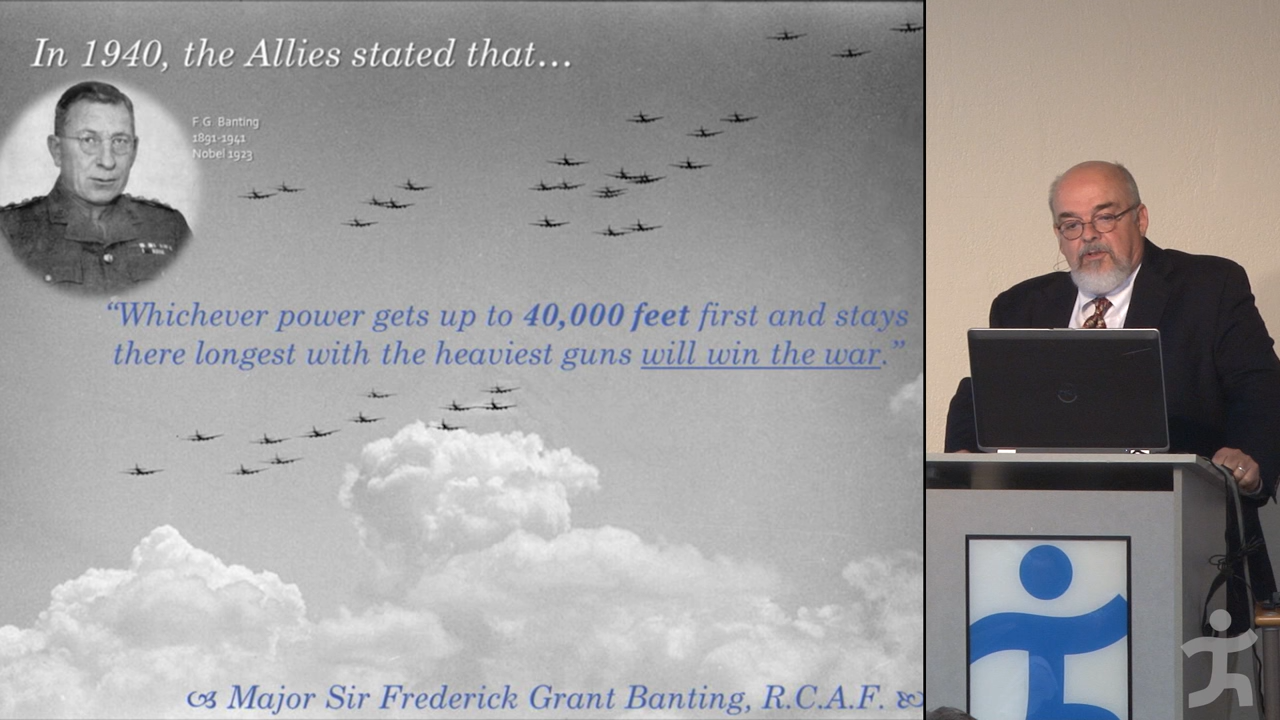 In 1940, the Allies stated that...
F.G. Banting
1891-1941
Nobel 1923
“Whichever power gets up to 40,000 feet first and stays
there longest with the heaviest guns will win the war.”
Major Sir Frederick Grant Banting, R.C.A.F.